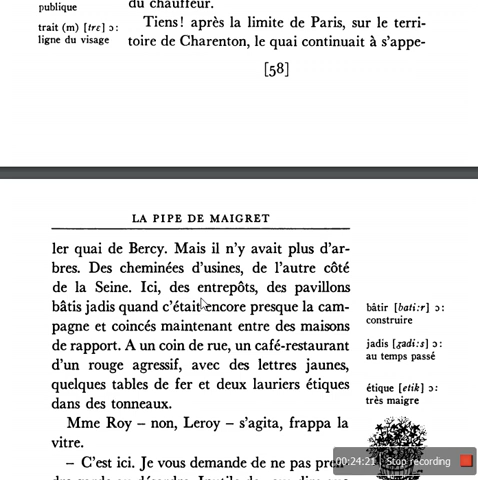 publique
du chauffeur.
trait (m) [trɛ] ɔ:
ligne du visage
Tiens! après la limite de Paris, sur le terri-
toire de Charenton, le quai continuait à s'appe-
[58]
LA PIPE DE MAIGRET
ler quai de Bercy. Mais il n'y avait plus d'ar-
bres. Des cheminées d'usines, de l'autre côté
de la Seine. Ici, des entrepôts, des pavillons
bâtis jadis quand c'était encore presque la cam-
pagne et coincés maintenant entre des maisons
de rapport. A un coin de rue, un café-restaurant
d'un rouge agressif, avec des lettres jaunes,
quelques tables de fer et deux lauriers étiques
dans des tonneaux.
bâtir [bati:r] ɔ:
construire
jadis [ʒadi:s] ɔ:
au temps passé
étique [etik] ɔ:
très maigre
Mme Roy – non, Leroy – s'agita, frappa la
vitre.
– C'est ici. Je vous demande de ne pas
00:24:21 Stop recording